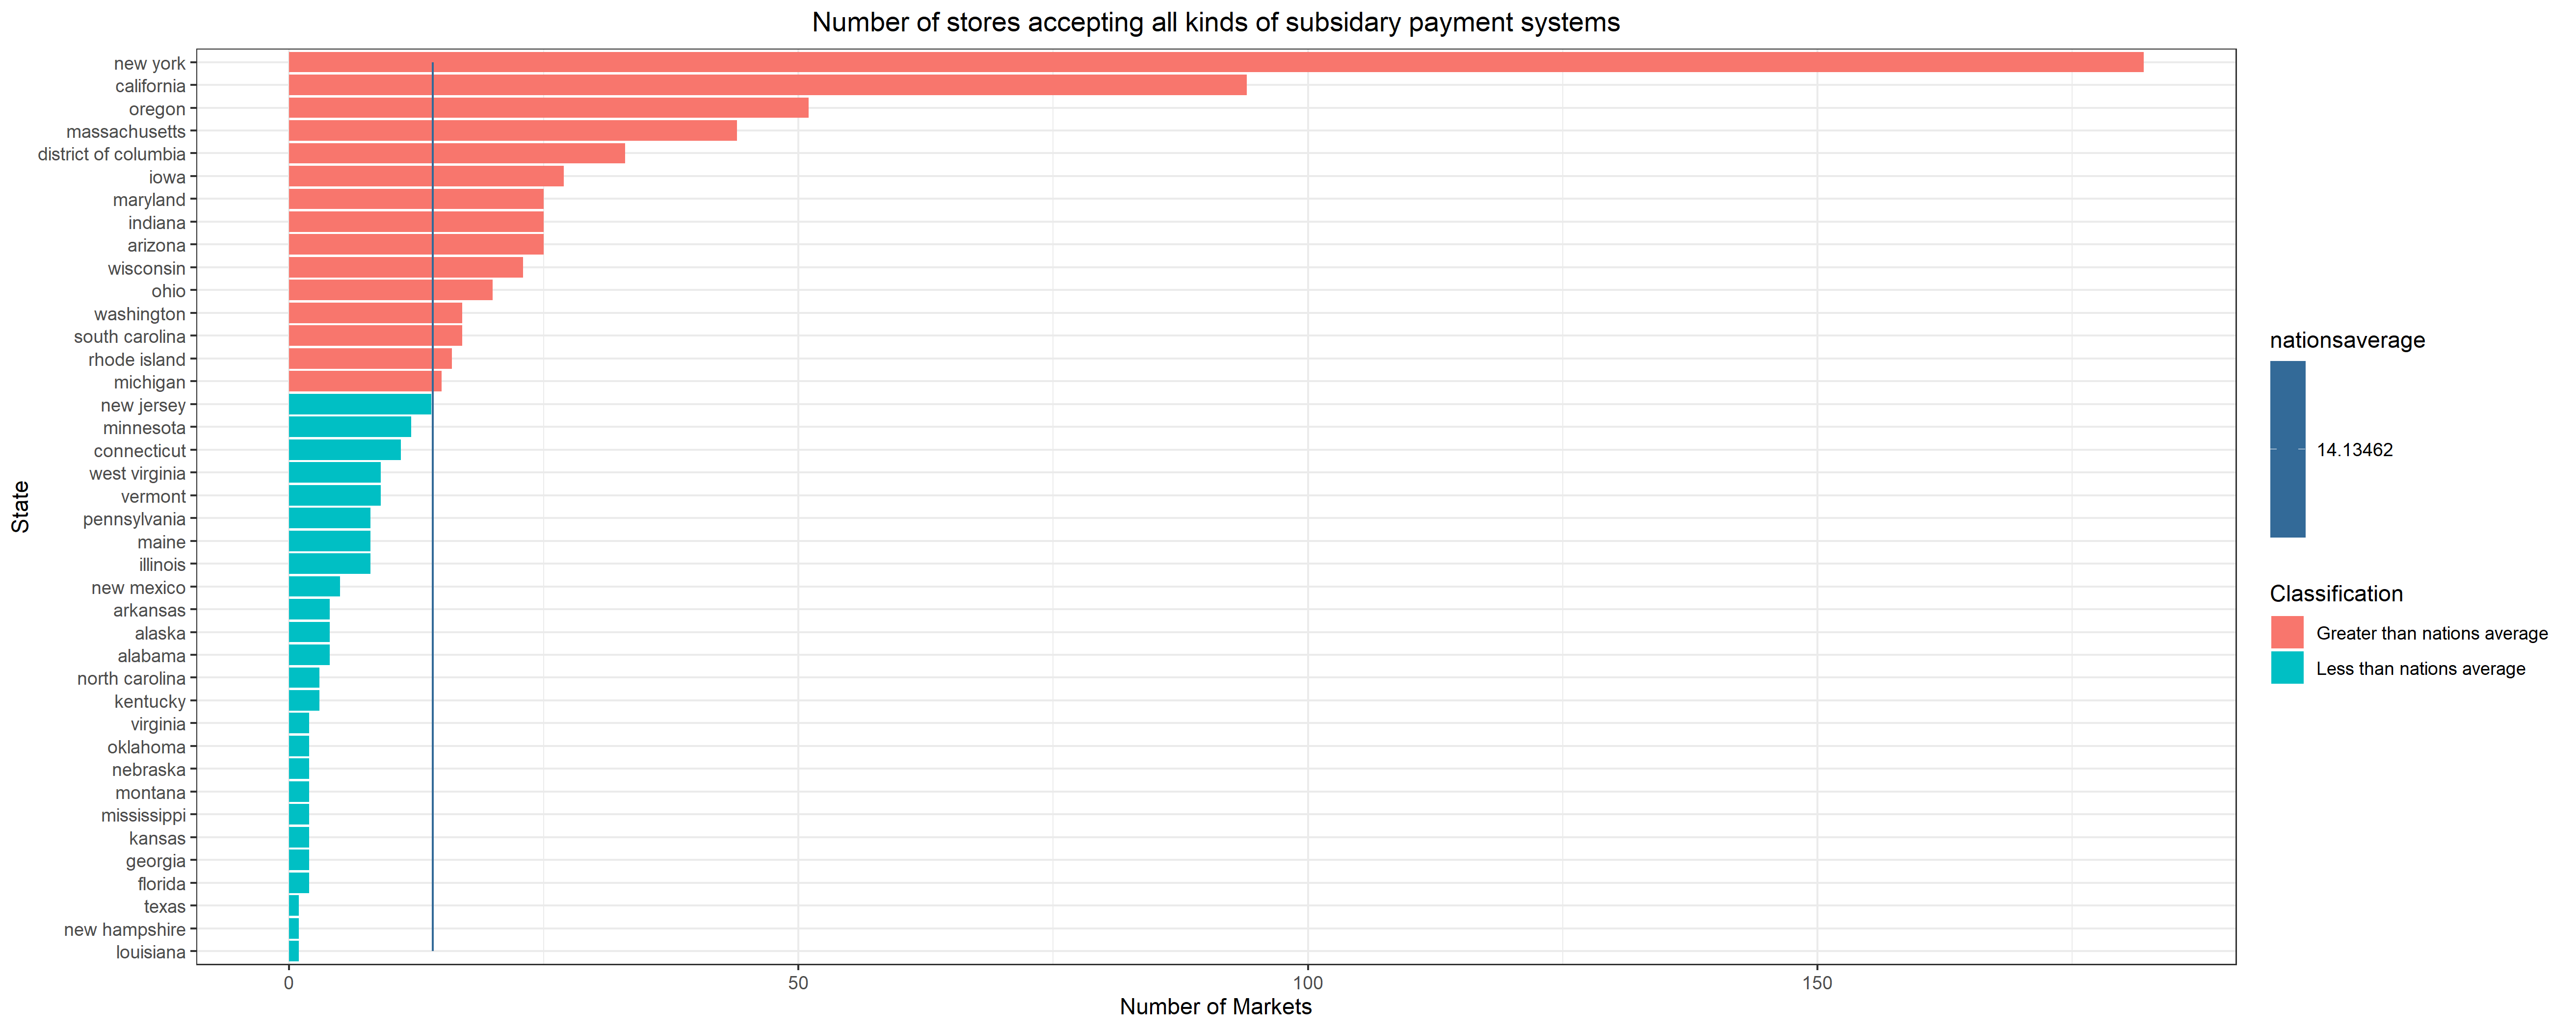 Number of stores accepting all kinds of subsidary payment systems
State
new york
california
oregon
massachusetts
district of columbia
iowa
maryland
indiana
arizona
wisconsin
ohio
washington
south carolina
rhode island
michigan
new jersey
minnesota
connecticut
west virginia
vermont
pennsylvania
maine
illinois
new mexico
arkansas
alaska
alabama
north carolina
kentucky
virginia
oklahoma
nebraska
montana
mississippi
kansas
georgia
florida
texas
new hampshire
louisiana
0 50 100 150
Number of Markets
nationsaverage
14.13462
Classification
Greater than nations average
Less than nations average